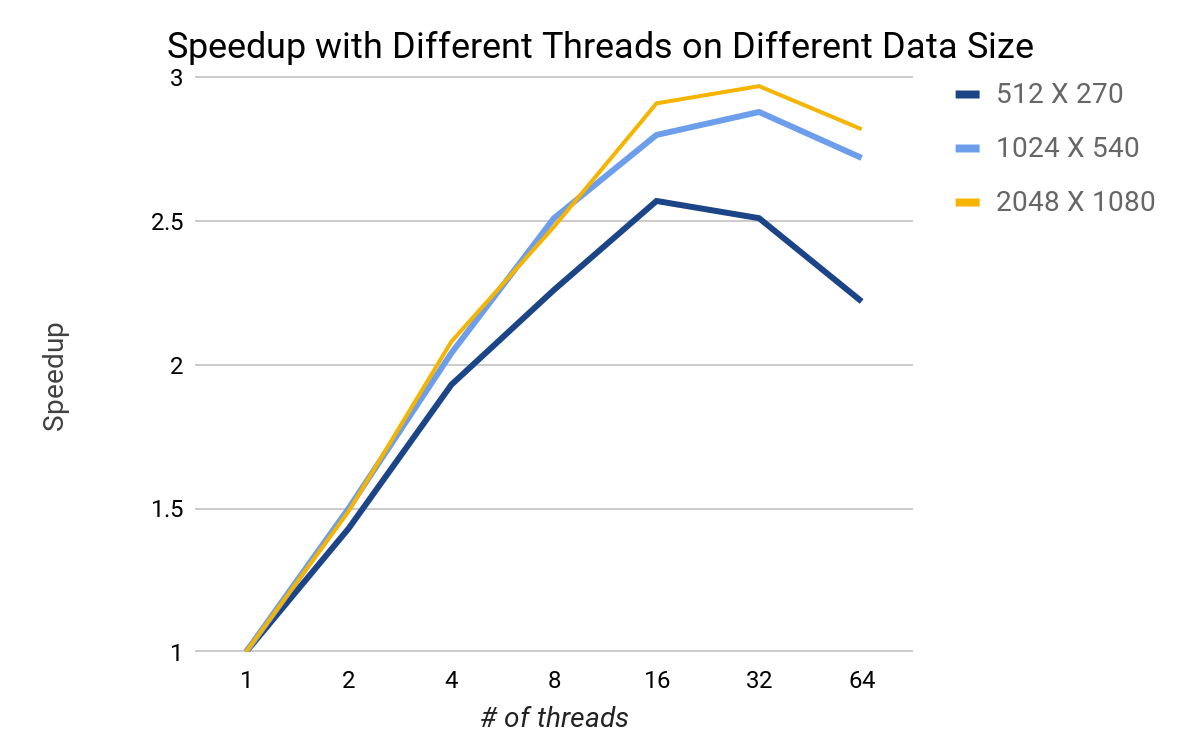 Speedup with Different Threads on Different Data Size
3
2.5
2
1.5
1
Speedup
1 2 4 8 16 32 64
# of threads
512 X 270
1024 X 540
2048 X 1080